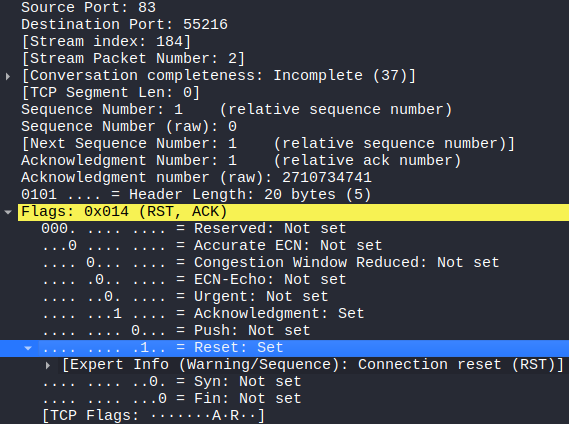 Source Port: 83
Destination Port: 55216
[Stream index: 184]
[Stream Packet Number: 2]
[Conversation completeness: Incomplete (37)]
[TCP Segment Len: 0]
Sequence Number: 1    (relative sequence number)
Sequence Number (raw): 0
[Next Sequence Number: 1    (relative sequence number)]
Acknowledgment Number: 1    (relative ack number)
Acknowledgment number (raw): 2710734741
0101 .... = Header Length: 20 bytes (5)
Flags: 0x014 (RST, ACK)
000. .... .... = Reserved: Not set
...0 .... .... = Accurate ECN: Not set
.... 0... .... = Congestion Window Reduced: Not set
.... .0.. .... = ECN-Echo: Not set
.... ..0. .... = Urgent: Not set
.... ...1 .... = Acknowledgment: Set
.... .... 0... = Push: Not set
.... .... .1.. = Reset: Set
[Expert Info (Warning/Sequence): Connection reset (RST)]
.... .... ..0. = Syn: Not set
.... .... ...0 = Fin: Not set
[TCP Flags: ·······A·R··]